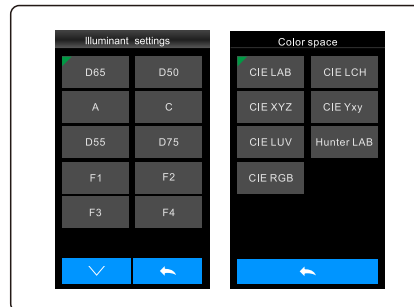 Illuminant settings
D65 D50
A C
D55 D75
F1 F2
F3 F4
Color space
CIE LAB CIE LCH
CIE XYZ CIE Yxy
CIE LUV Hunter LAB
CIE RGB